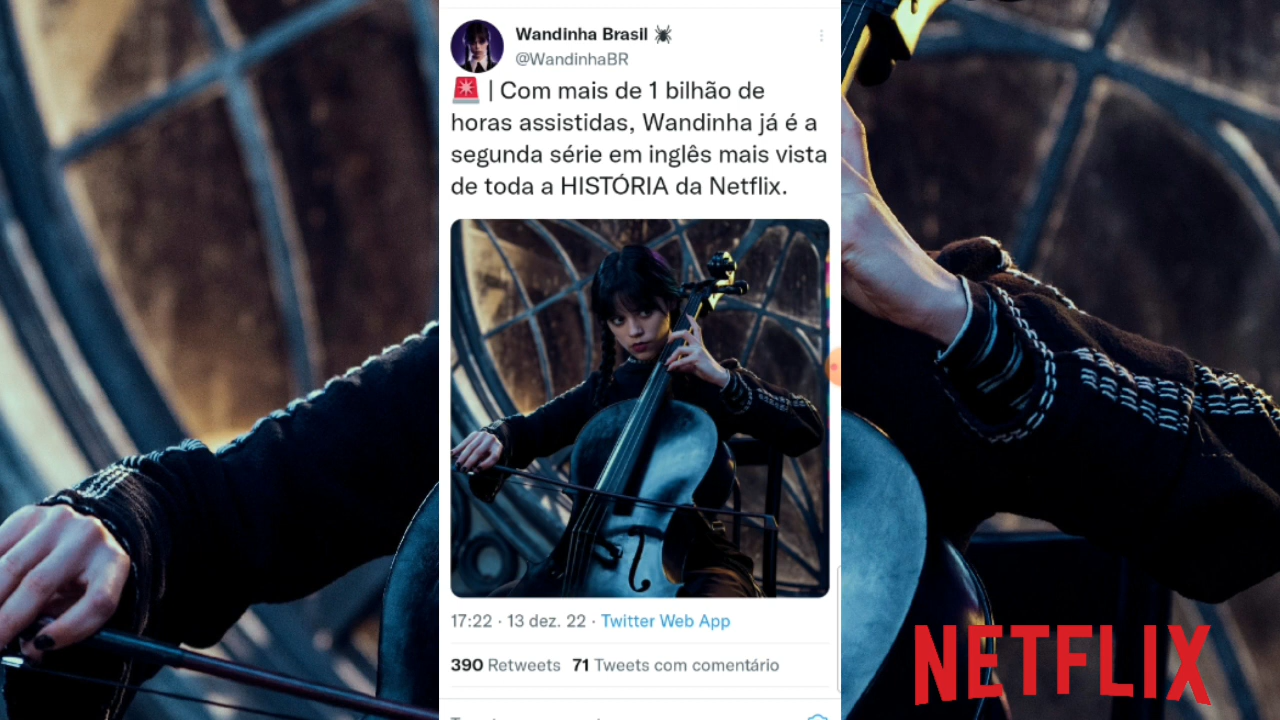 Wandinha Brasil 🕷
@WandinhaBR
🚨 | Com mais de 1 bilhão de
horas assistidas, Wandinha já é a
segunda série em inglês mais vista
de toda a HISTÓRIA da Netflix.
17:22 · 13 dez. 22 · Twitter Web App
390 Retweets 71 Tweets com comentário
NETFLIX